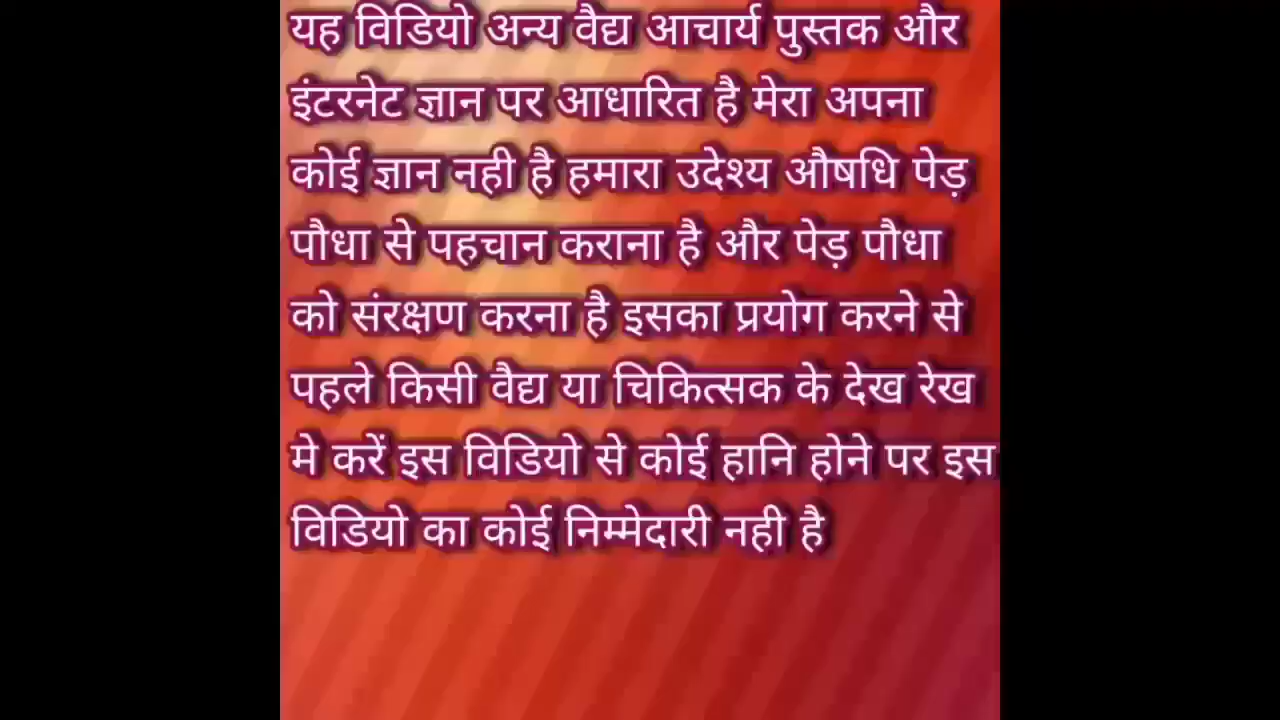 यह विडियो अन्य वैद्य आचार्य पुस्तक और
इंटरनेट ज्ञान पर आधारित है मेरा अपना
कोई ज्ञान नही है हमारा उदेश्य औषधि पेड़
पौधा से पहचान कराना है और पेड़ पौधा
को संरक्षण करना है इसका प्रयोग करने से
पहले किसी वैद्य या चिकित्सक के देख रेख
मे करें इस विडियो से कोई हानि होने पर इस
विडियो का कोई निम्मेदारी नही है